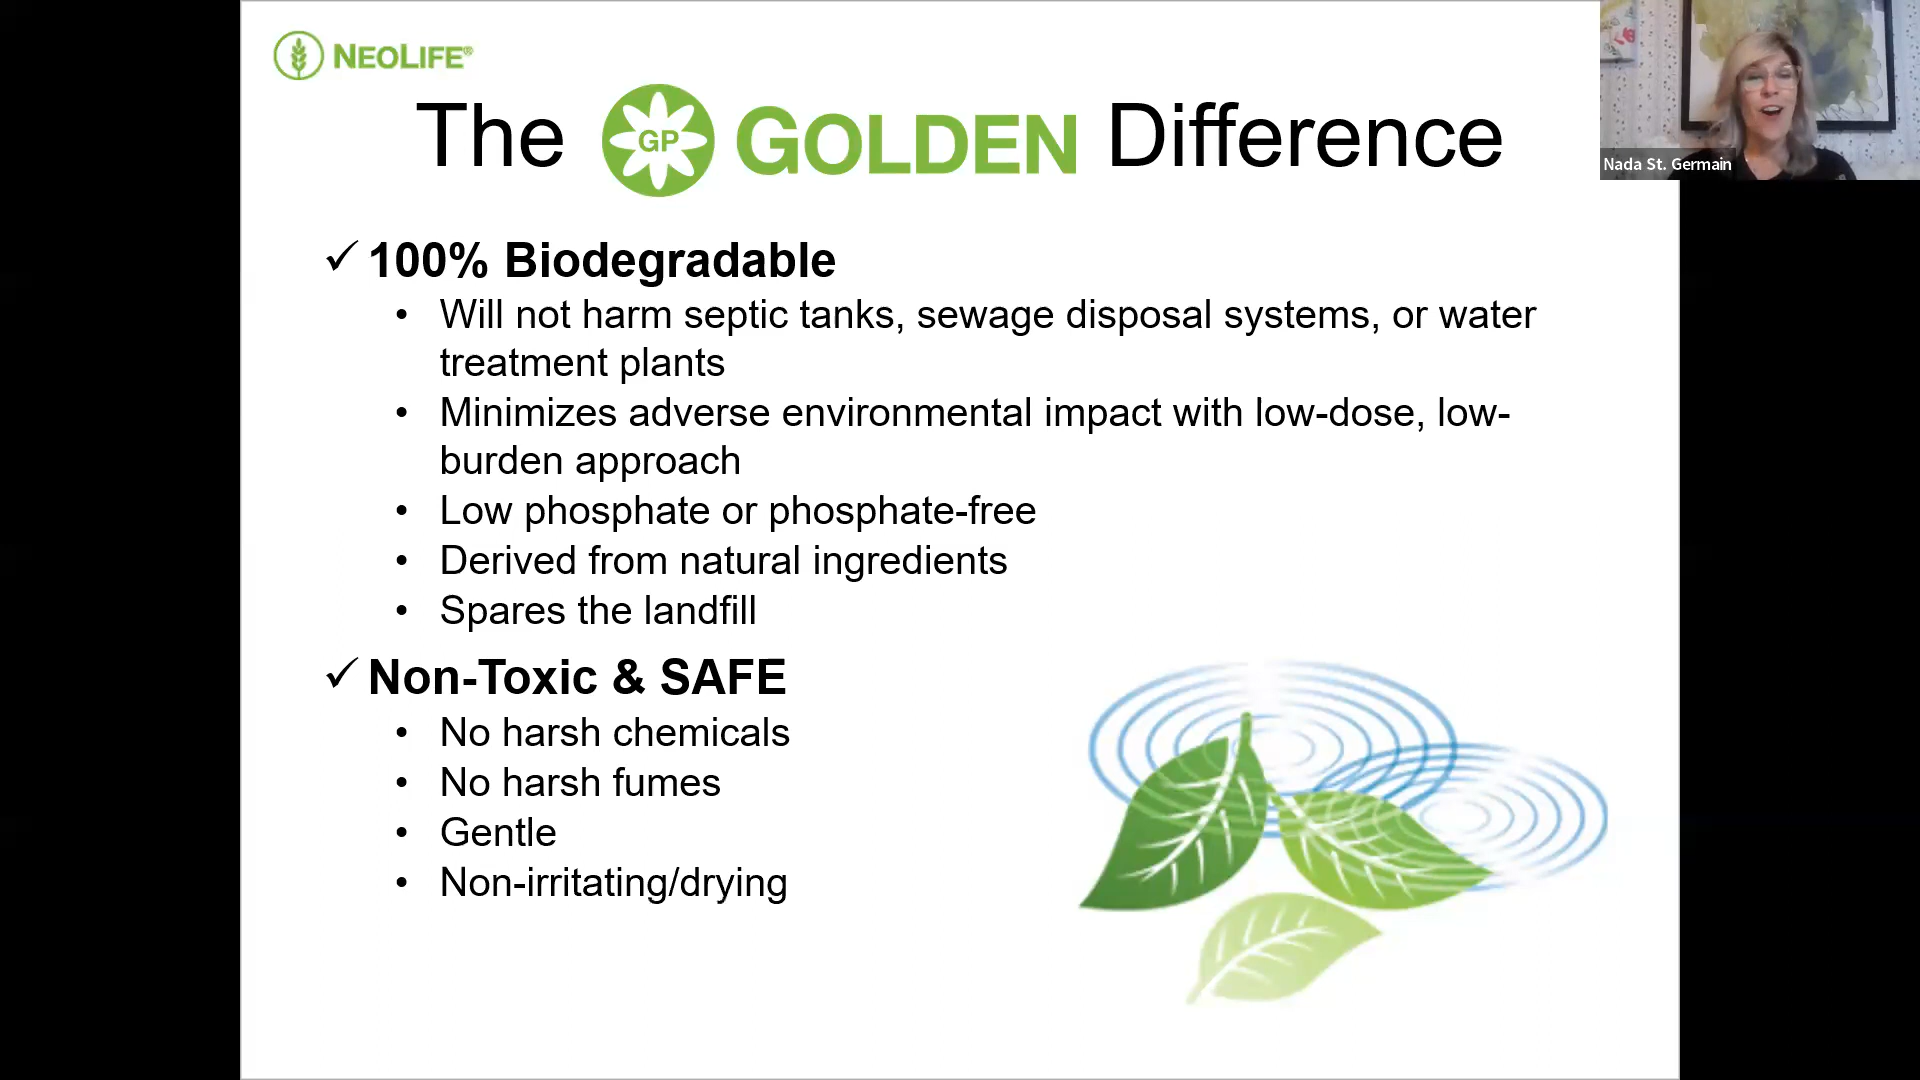 NEOLIFE®
The GP GOLDEN Difference
Nada St. Germain
✓ 100% Biodegradable
• Will not harm septic tanks, sewage disposal systems, or water
treatment plants
• Minimizes adverse environmental impact with low-dose, low-
burden approach
• Low phosphate or phosphate-free
• Derived from natural ingredients
• Spares the landfill
✓ Non-Toxic & SAFE
• No harsh chemicals
• No harsh fumes
• Gentle
• Non-irritating/drying